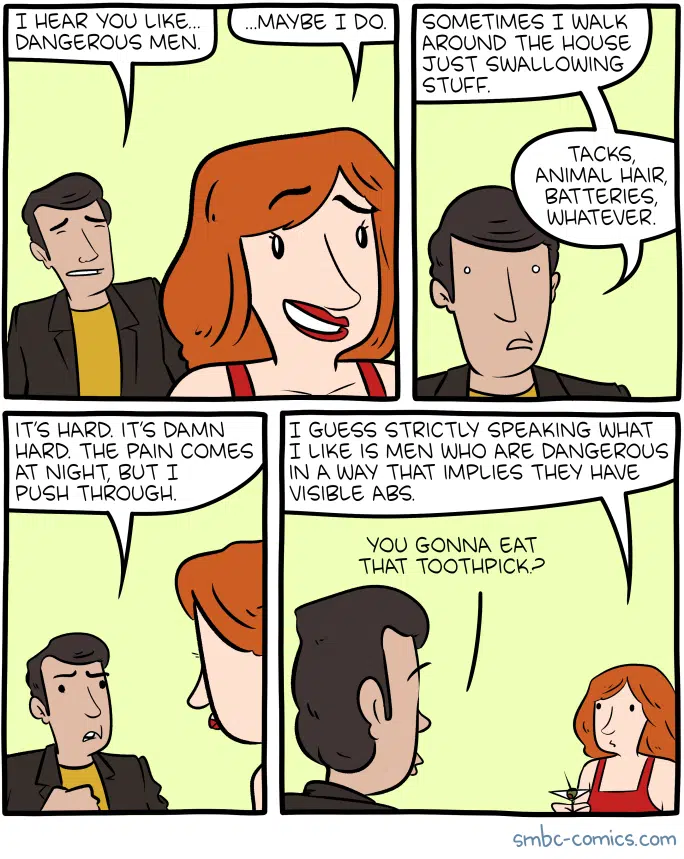 I HEAR YOU LIKE...
DANGEROUS MEN.
...MAYBE I DO.
SOMETIMES I WALK
AROUND THE HOUSE
JUST SWALLOWING
STUFF.
TACKS,
ANIMAL HAIR,
BATTERIES,
WHATEVER.
IT'S HARD. IT'S DAMN
HARD. THE PAIN COMES
AT NIGHT, BUT I
PUSH THROUGH.
I GUESS STRICTLY SPEAKING WHAT
I LIKE IS MEN WHO ARE DANGEROUS
IN A WAY THAT IMPLIES THEY HAVE
VISIBLE ABS.
YOU GONNA EAT
THAT TOOTHPICK?
smbc-comics.com